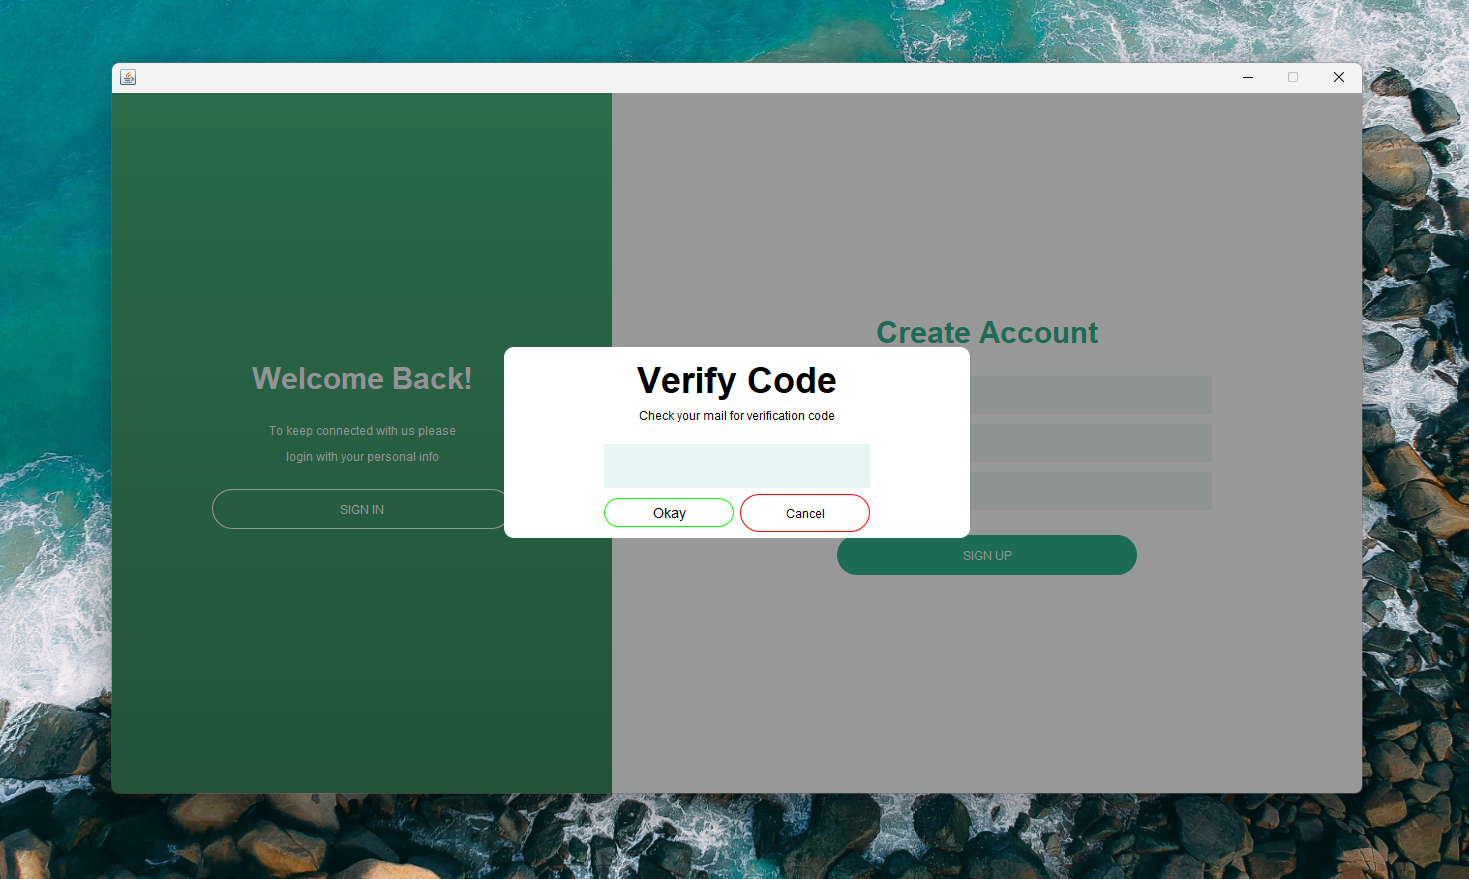 Welcome Back!
To keep connected with us please
login with your personal info
SIGN IN
Create Account
SIGN UP
Verify Code
Check your mail for verification code
Okay
Cancel